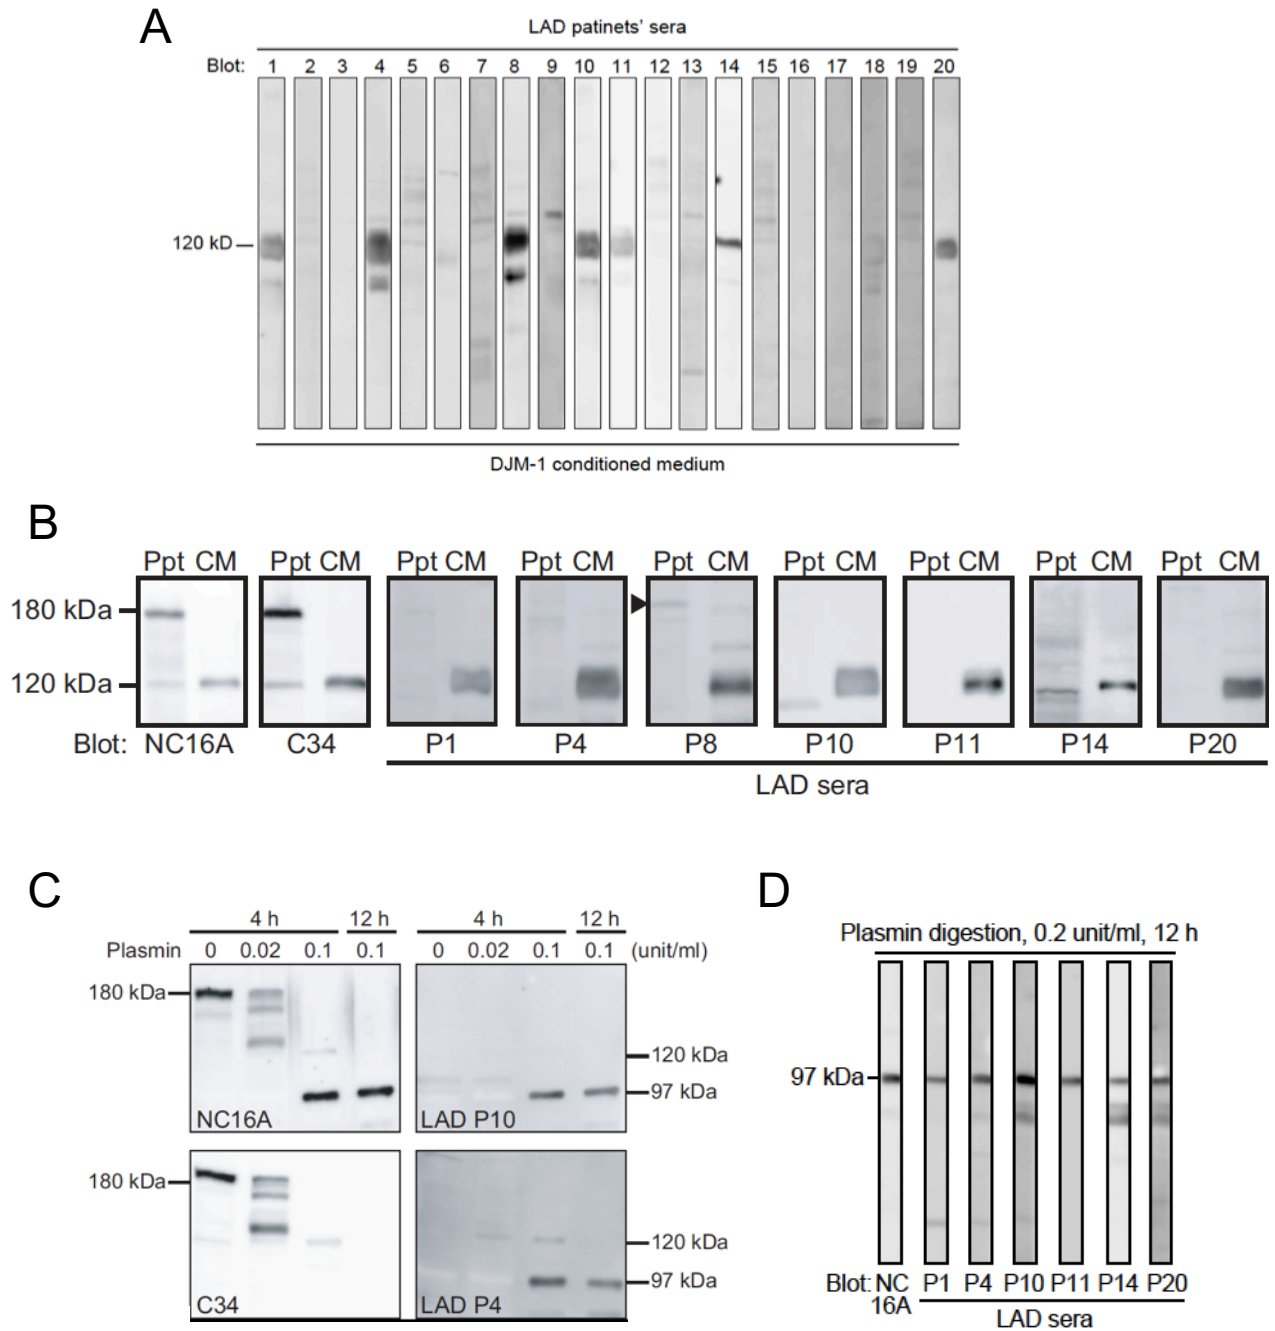 A
LAD patinets' sera
Blot: 1 2 3 4 5 6 7 8 9 10 11 12 13 14 15 16 17 18 19 20
120 kD
DJM-1 conditioned medium
B
Ppt CM Ppt CM Ppt CM Ppt CM Ppt CM Ppt CM Ppt CM Ppt CM Ppt CM
180 kDa
120 kDa
Blot: NC16A C34 P1 P4 P8 P10 P11 P14 P20
LAD sera
C
4 h 12 h 4 h 12 h
Plasmin 0 0.02 0.1 0.1 0 0.02 0.1 0.1 (unit/ml)
180 kDa
120 kDa
97 kDa
NC16A LAD P10
180 kDa
120 kDa
97 kDa
C34 LAD P4
D
Plasmin digestion, 0.2 unit/ml, 12 h
97 kDa
Blot: NC 16A P1 P4 P10 P11 P14 P20
LAD sera